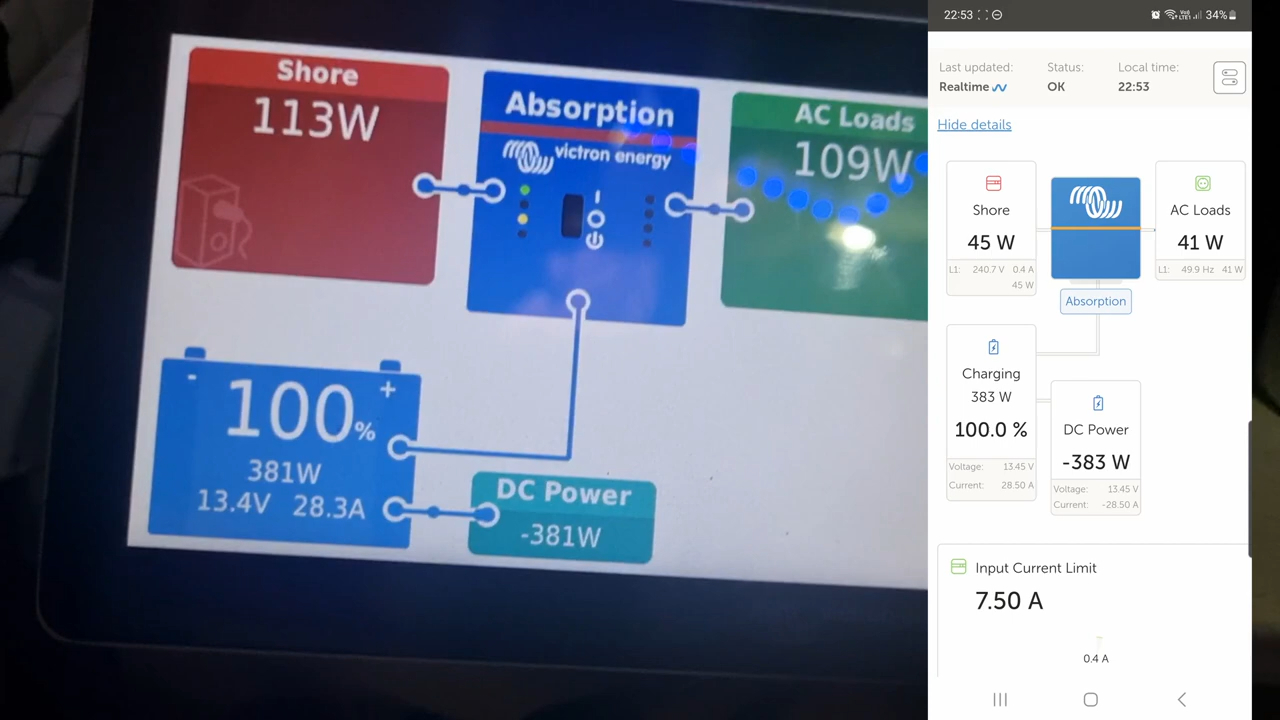 Shore
113W
Absorption
victron energy
AC Loads
109W
- +
100%
381W
13.4V 28.3A
DC Power
-381W
22:53
34%
Last updated:
Realtime
Status:
OK
Local time:
22:53
Hide details
Shore
45 W
L1: 240.7 V 0.4 A
45 W
Absorption
AC Loads
41 W
L1: 49.9 Hz 41 W
Charging
383 W
100.0 %
Voltage: 13.45 V
Current: 28.50 A
DC Power
-383 W
Voltage: 13.45 V
Current: -28.50 A
Input Current Limit
7.50 A
0.4 A